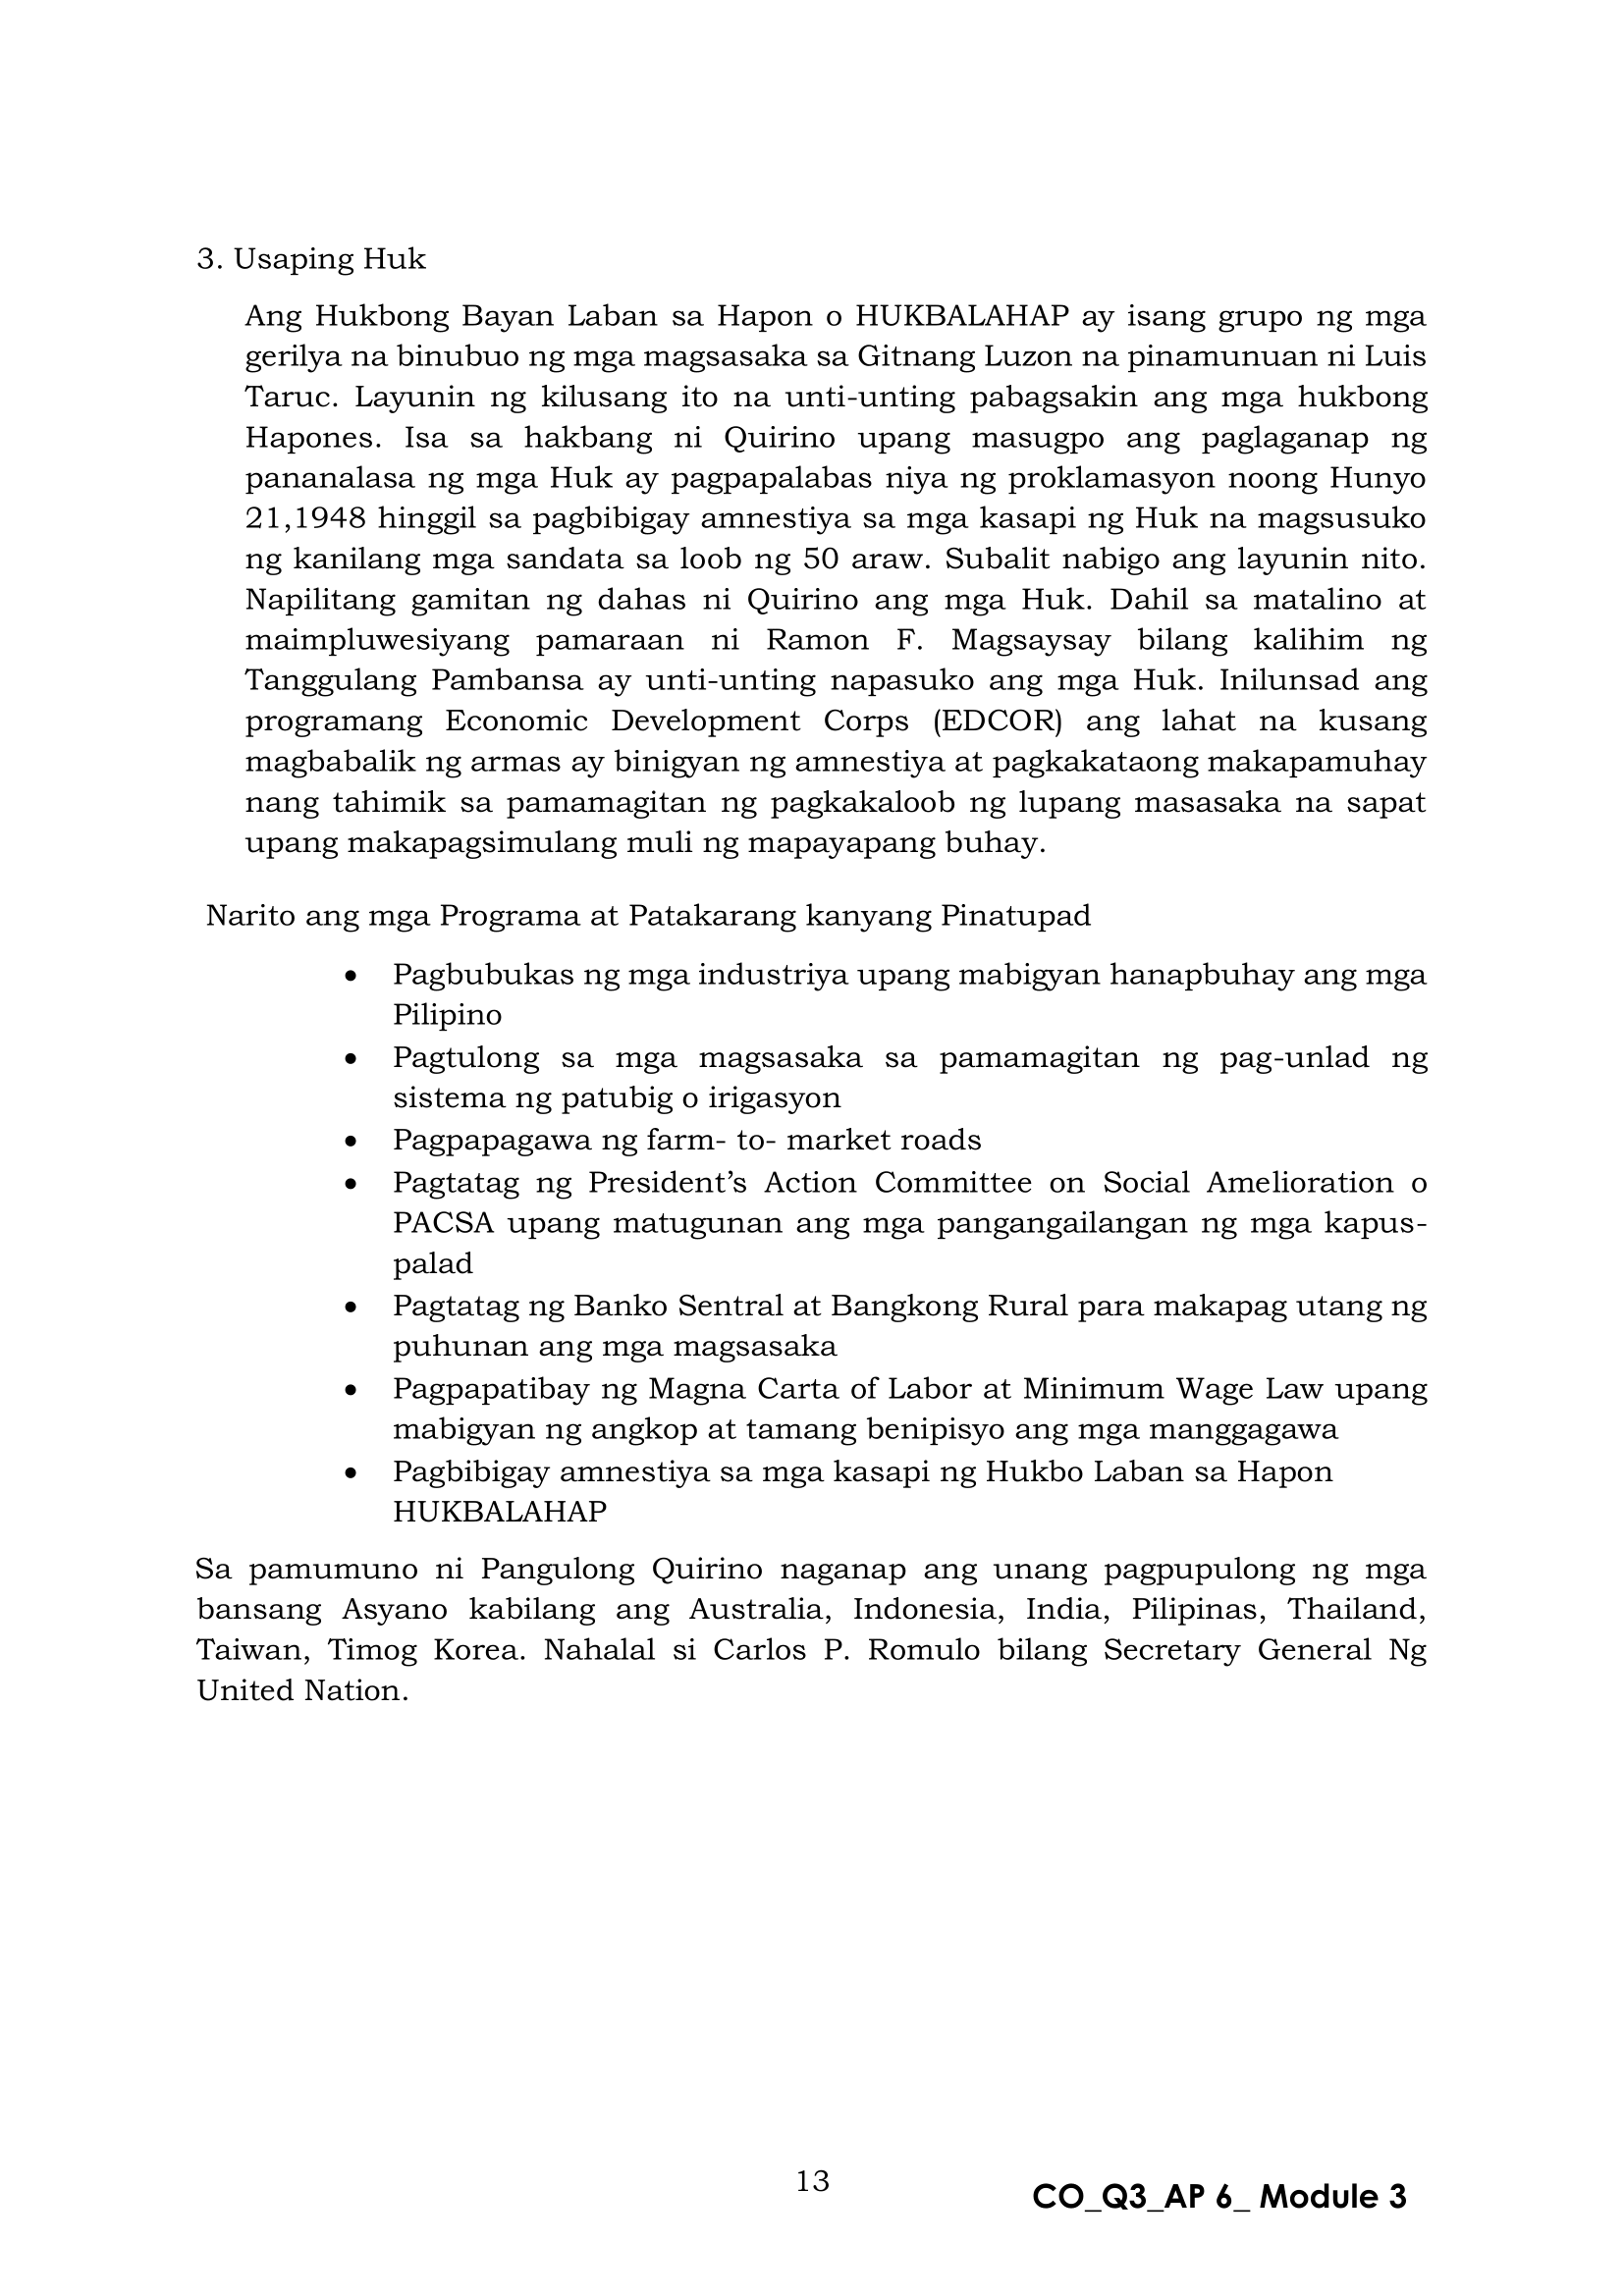 3. Usaping Huk
Ang Hukbong Bayan Laban sa Hapon o HUKBALAHAP ay isang grupo ng mga
gerilya na binubuo ng mga magsasaka sa Gitnang Luzon na pinamunuan ni Luis
Taruc. Layunin ng kilusang ito na unti-unting pabagsakin ang mga hukbong
Hapones. Isa sa hakbang ni Quirino upang masugpo ang paglaganap ng
pananalasa ng mga Huk ay pagpapalabas niya ng proklamasyon noong Hunyo
21,1948 hinggil sa pagbibigay amnestiya sa mga kasapi ng Huk na magsusuko
ng kanilang mga sandata sa loob ng 50 araw. Subalit nabigo ang layunin nito.
Napilitang gamitan ng dahas ni Quirino ang mga Huk. Dahil sa matalino at
maimpluwesiyang pamaraan ni Ramon F. Magsaysay bilang kalihim ng
Tanggulang Pambansa ay unti-unting napasuko ang mga Huk. Inilunsad ang
programang Economic Development Corps (EDCOR) ang lahat na kusang
magbabalik ng armas ay binigyan ng amnestiya at pagkakataong makapamuhay
nang tahimik sa pamamagitan ng pagkakaloob ng lupang masasaka na sapat
upang makapagsimulang muli ng mapayapang buhay.
Narito ang mga Programa at Patakarang kanyang Pinatupad
• Pagbubukas ng mga industriya upang mabigyan hanapbuhay ang mga
Pilipino
• Pagtulong sa mga magsasaka sa pamamagitan ng pag-unlad ng
sistema ng patubig o irigasyon
• Pagpapagawa ng farm- to- market roads
• Pagtatag ng President’s Action Committee on Social Amelioration o
PACSA upang matugunan ang mga pangangailangan ng mga kapus-
palad
• Pagtatag ng Banko Sentral at Bangkong Rural para makapag utang ng
puhunan ang mga magsasaka
• Pagpapatibay ng Magna Carta of Labor at Minimum Wage Law upang
mabigyan ng angkop at tamang benipisyo ang mga manggagawa
• Pagbibigay amnestiya sa mga kasapi ng Hukbo Laban sa Hapon
HUKBALAHAP
Sa pamumuno ni Pangulong Quirino naganap ang unang pagpupulong ng mga
bansang Asyano kabilang ang Australia, Indonesia, India, Pilipinas, Thailand,
Taiwan, Timog Korea. Nahalal si Carlos P. Romulo bilang Secretary General Ng
United Nation.
13
CO_Q3_AP 6_ Module 3